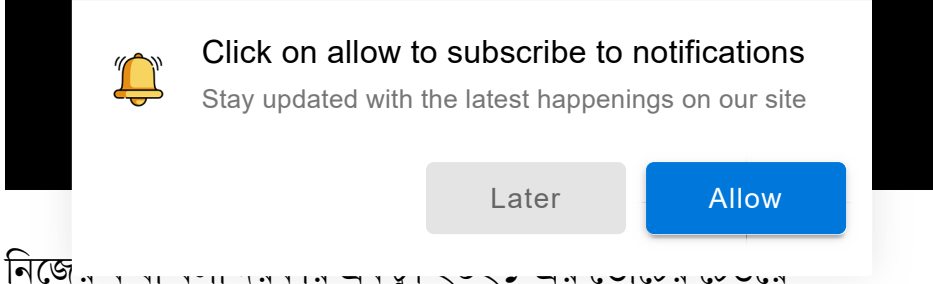 Click on allow to subscribe to notifications
Stay updated with the latest happenings on our site
Later
Allow
নিজের